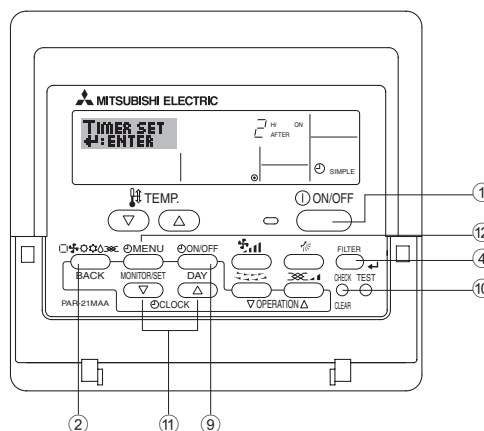 MITSUBISHI ELECTRIC
TIMER SET
:ENTER
2 Hr ON
AFTER
SIMPLE
TEMP.
ON/OFF
1
MENU
ON/OFF
FILTER
12
4
BACK
MONITOR/SET
DAY
CHECK TEST
PAR-21MAA
CLOCK
OPERATION
CLEAR
10
2
11
9